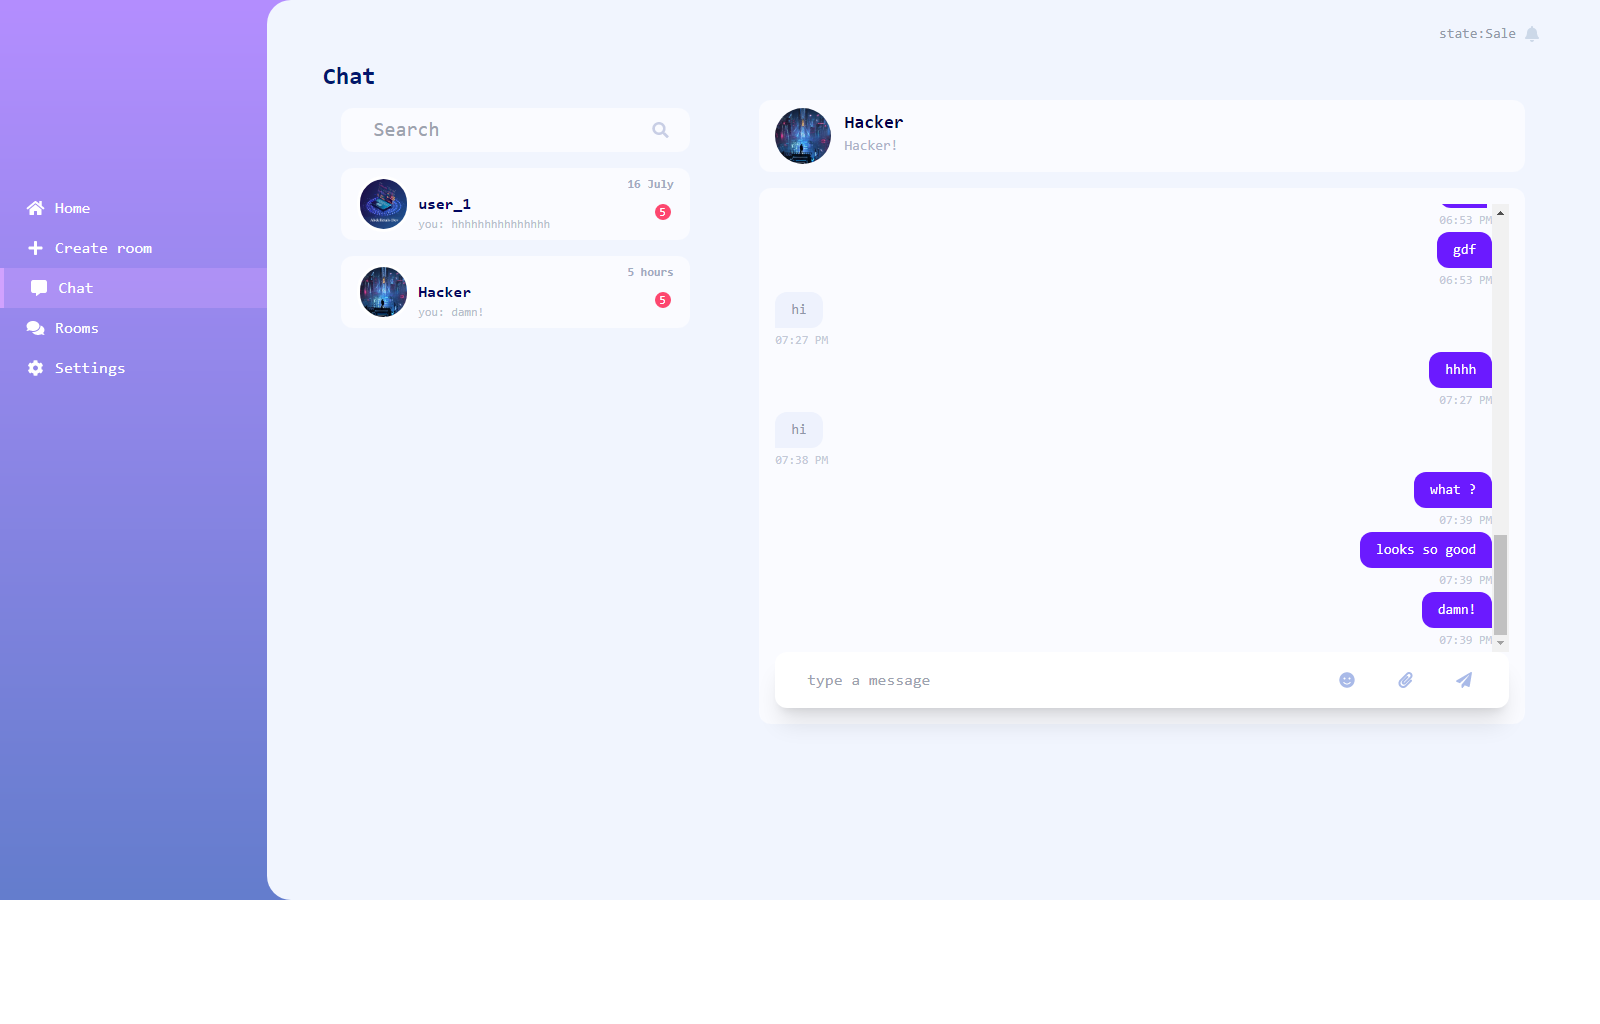 state:Sale
Chat
Home
Create room
Chat
Rooms
Settings
Search
16 July
user_1
5
you: hhhhhhhhhhhhhhh
5 hours
Hacker
5
you: damn!
Hacker
Hacker!
06:53 PM
gdf
06:53 PM
hi
07:27 PM
hhhh
07:27 PM
hi
07:38 PM
what ?
07:39 PM
looks so good
07:39 PM
damn!
07:39 PM
type a message